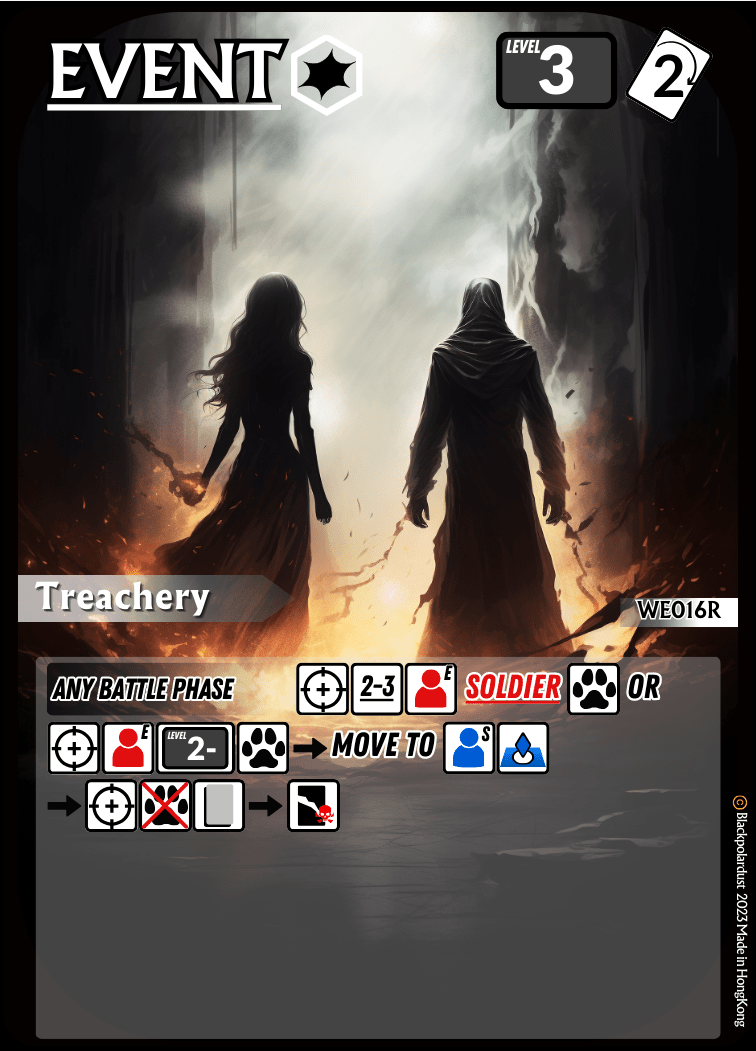 EVENT
LEVEL 3
2
Treachery
WE016R
ANY BATTLE PHASE 2-3 E SOLDIER OR
E LEVEL 2- MOVE TO S
© Blackpolardust 2023 Made in HongKong